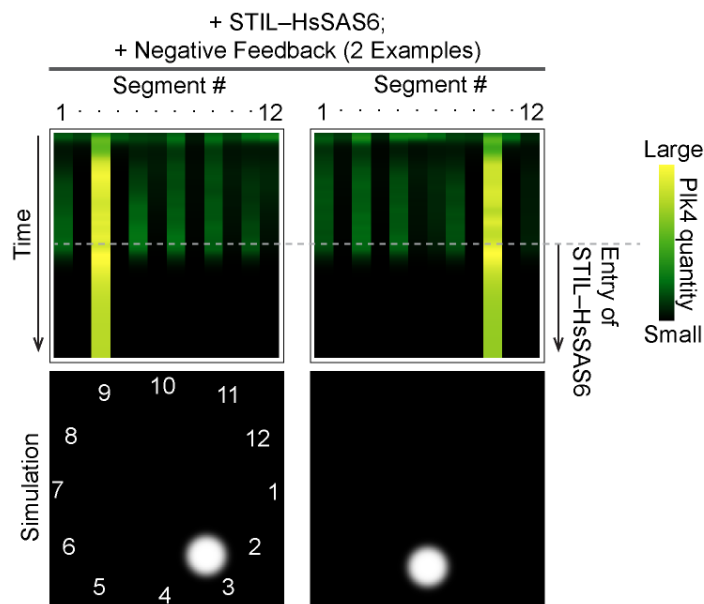 + STIL–HsSAS6;
+ Negative Feedback (2 Examples)
Segment #
Segment #
1 · · · · · · · · · · 12
1 · · · · · · · · · · 12
Time
Entry of
STIL–HsSAS6
Large
Plk4 quantity
Small
Simulation
10
9
11
8
12
7
1
6
2
5
4
3